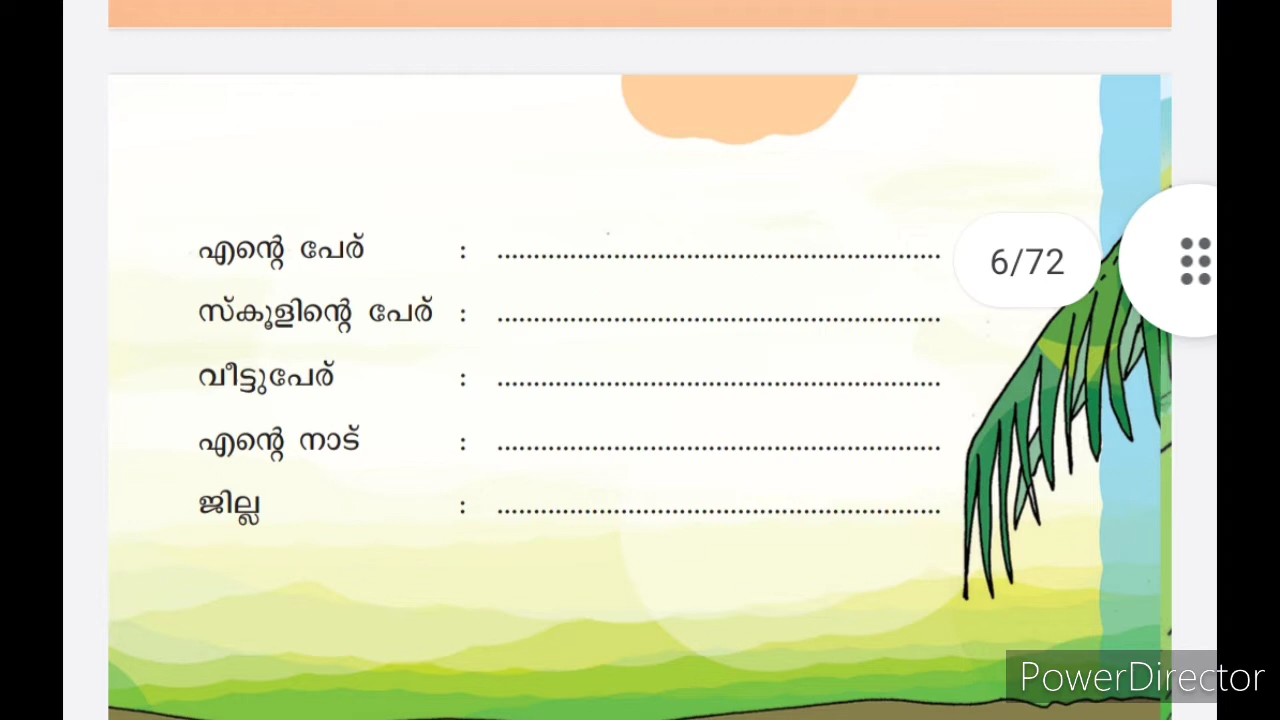 എന്റെ പേര് : ..............................................................
6/72
സ്കൂളിന്റെ പേര് : ..............................................................
വീട്ടുപേര് : ..............................................................
എന്റെ നാട് : ..............................................................
ജില്ല : ..............................................................
PowerDirector